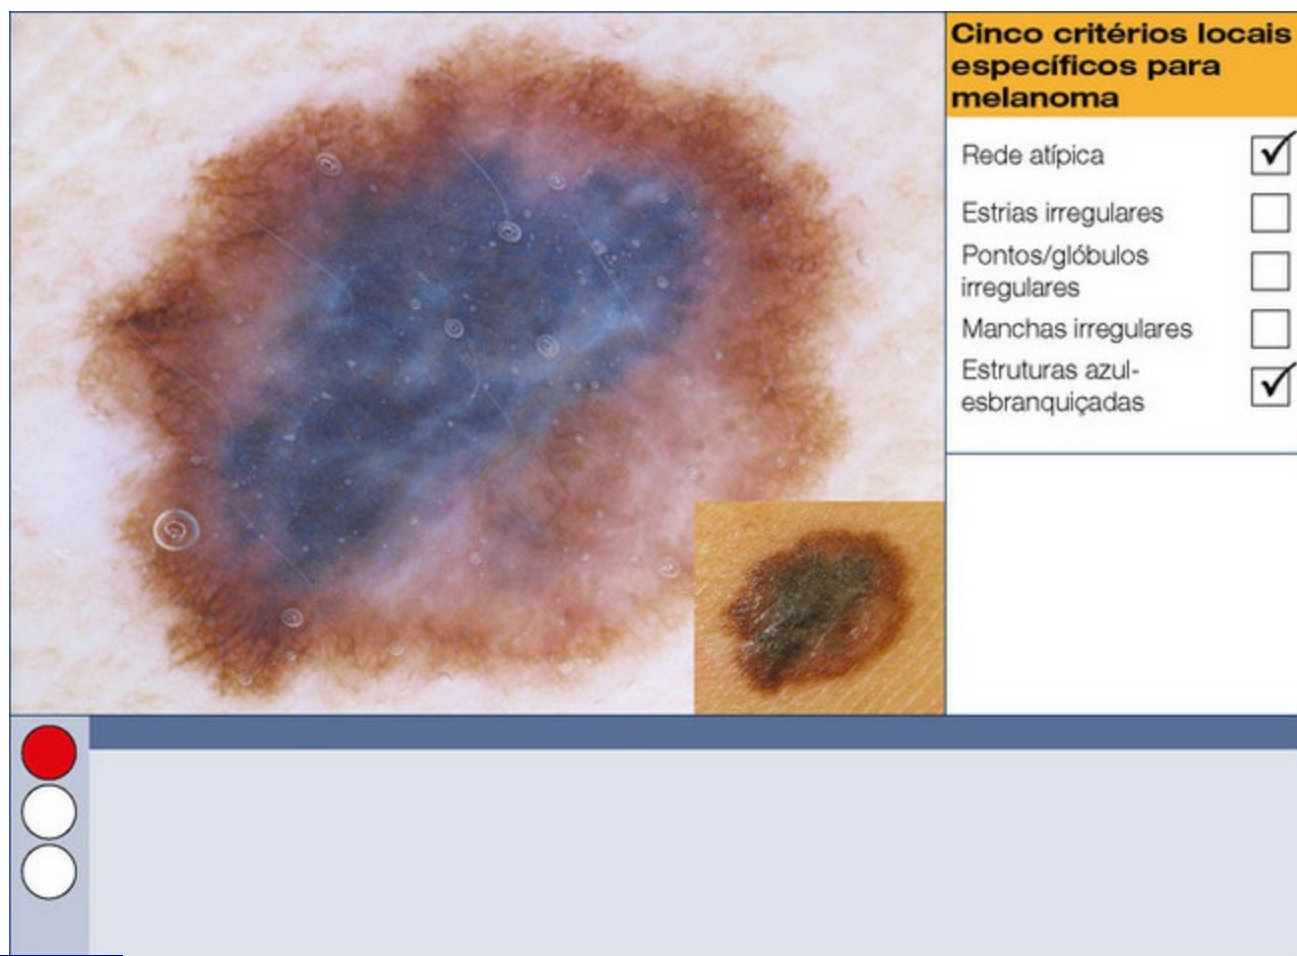 Cinco critérios locais
específicos para
melanoma
Rede atípica
Estrias irregulares
Pontos/glóbulos
irregulares
Manchas irregulares
Estruturas azul-
esbranquiçadas